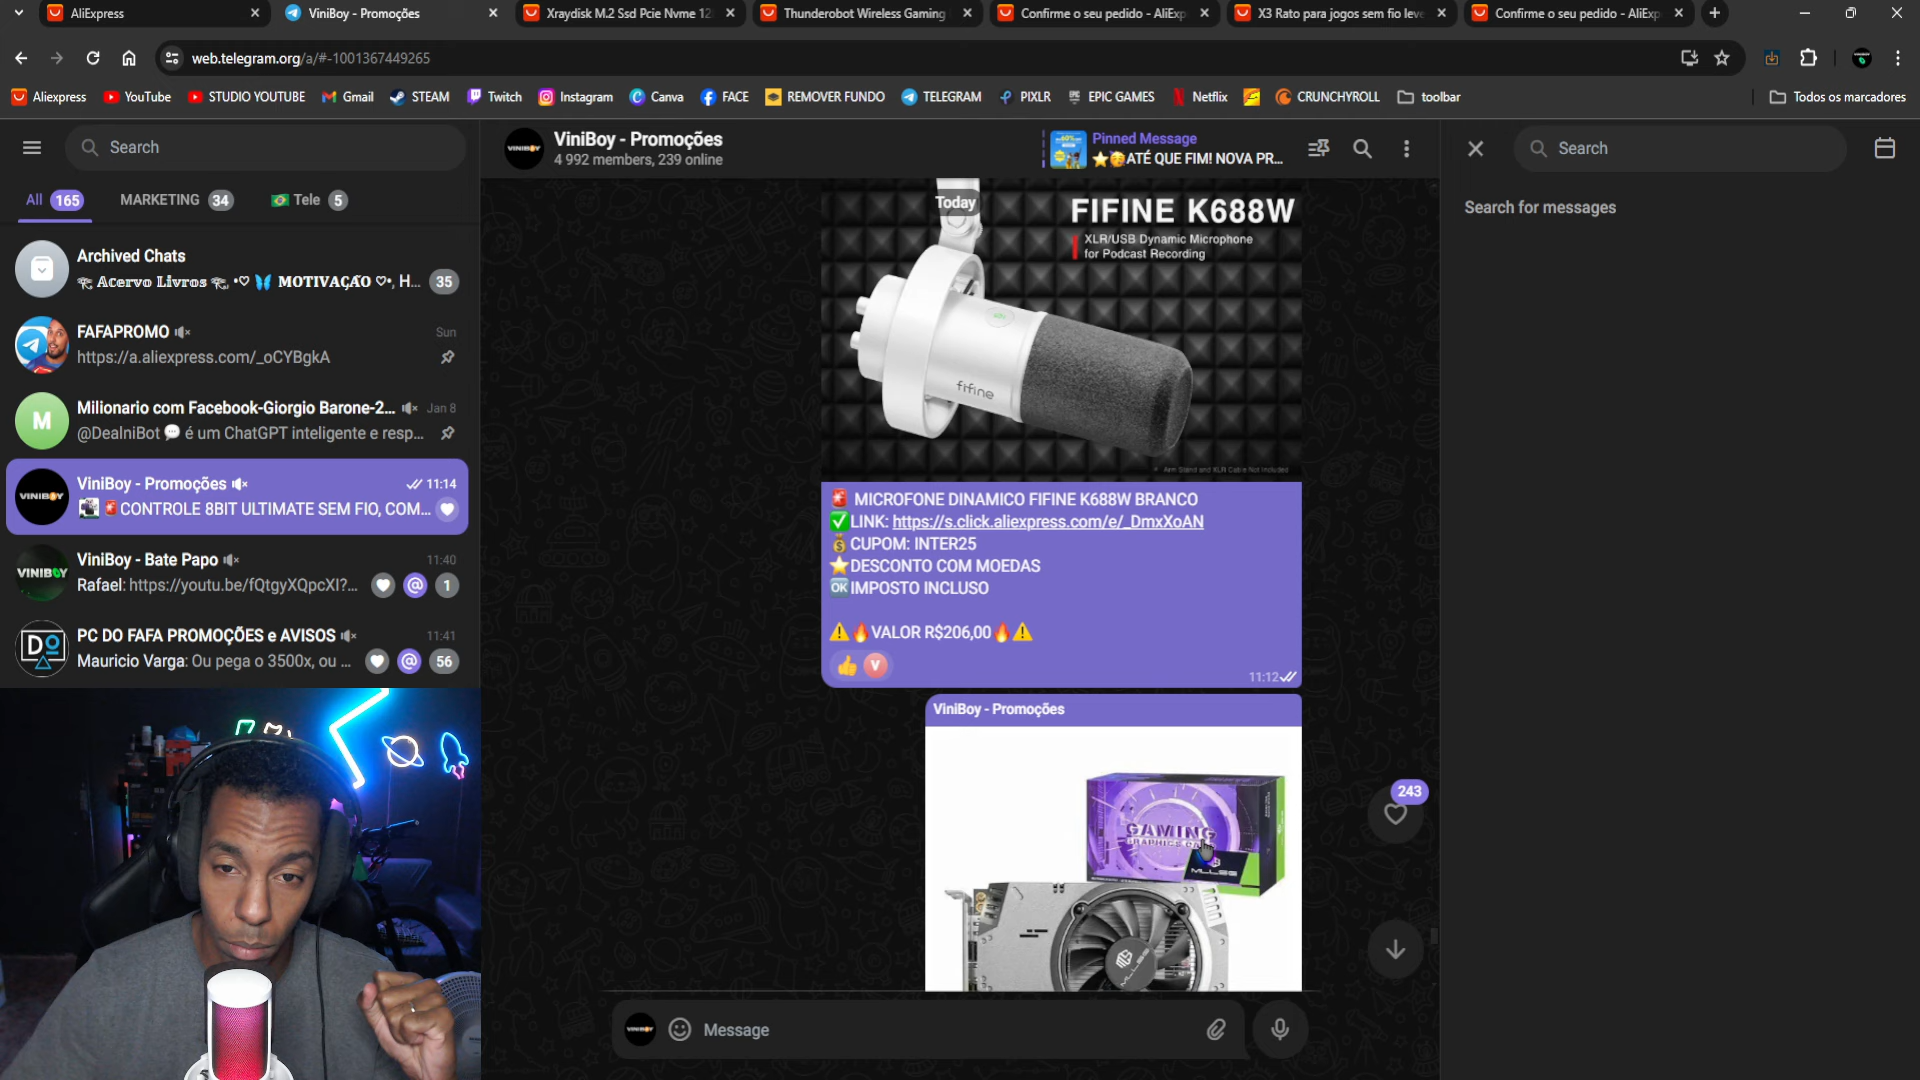 AliExpress
ViniBoy - Promoções
Xraydisk M.2 Ssd Pcie Nvme 12
Thunderobot Wireless Gaming
Confirme o seu pedido - AliExp
X3 Rato para jogos sem fio leve
Confirme o seu pedido - AliExp
web.telegram.org/a/#-1001367449265
Aliexpress
YouTube
STUDIO YOUTUBE
Gmail
STEAM
Twitch
Instagram
Canva
FACE
REMOVER FUNDO
TELEGRAM
PIXLR
EPIC GAMES
Netflix
CRUNCHYROLL
toolbar
Todos os marcadores
Search
All 165
MARKETING 34
🇧🇷 Tele 5
Archived Chats
Acervo Livros •♡ 🦋 MOTIVAÇÃO ♡•, H... 35
FAFAPROMO Sun
https://a.aliexpress.com/_oCYBgkA
M
Milionario com Facebook-Giorgio Barone-2... Jan 8
@DealniBot 💬 é um ChatGPT inteligente e resp...
VINIBOY
ViniBoy - Promoções 11:14
🚨CONTROLE 8BIT ULTIMATE SEM FIO, COM...
VINIBOY
ViniBoy - Bate Papo 11:40
Rafael: https://youtu.be/fQtgyXQpcXI?... @ 1
PC DO FAFA PROMOÇÕES e AVISOS 11:41
Mauricio Varga: Ou pega o 3500x, ou ... @ 56
VINIBOY
ViniBoy - Promoções
4 992 members, 239 online
Pinned Message
⭐🥳ATÉ QUE FIM! NOVA PR...
Today
FIFINE K688W
XLR/USB Dynamic Microphone
for Podcast Recording
fifine
Arm Stand and XLR Cable Not Included
🚨 MICROFONE DINAMICO FIFINE K688W BRANCO
✅LINK: https://s.click.aliexpress.com/e/_DmxXoAN
💰CUPOM: INTER25
⭐DESCONTO COM MOEDAS
🆗IMPOSTO INCLUSO
⚠️🔥VALOR R$206,00🔥⚠️
👍 V
11:12
ViniBoy - Promoções
GAMING
GRAPHICS CARD
MLLSE
MLLSE
243
VINIBOY
Message
Search
Search for messages